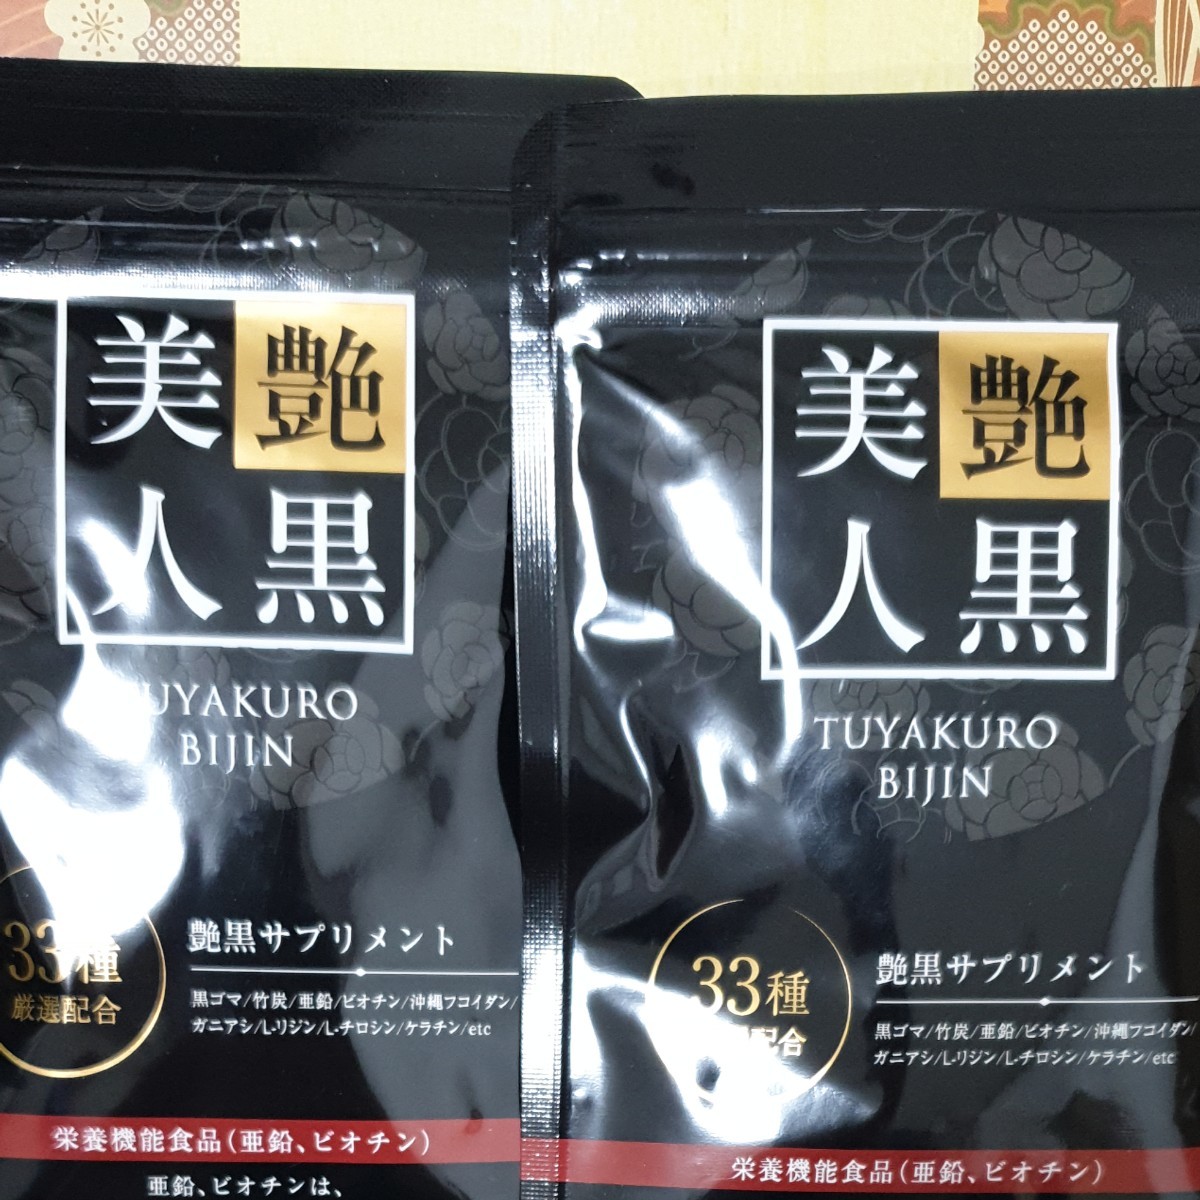 艶黒
美人
UYAKURO
BIJIN
33種
厳選配合
艶黒サプリメント
黒ゴマ/竹炭/亜鉛/ビオチン/沖縄フコイダン/
ガニアシ/L-リジン/L-チロシン/ケラチン/etc
栄養機能食品(亜鉛、ビオチン)
亜鉛、ビオチンは、
艶黒
美人
TUYAKURO
BIJIN
33種
配合
艶黒サプリメント
黒ゴマ/竹炭/亜鉛/ビオチン/沖縄フコイダン/
ガニアシ/L-リジン/L-チロシン/ケラチン/etc
栄養機能食品(亜鉛、ビオチン)